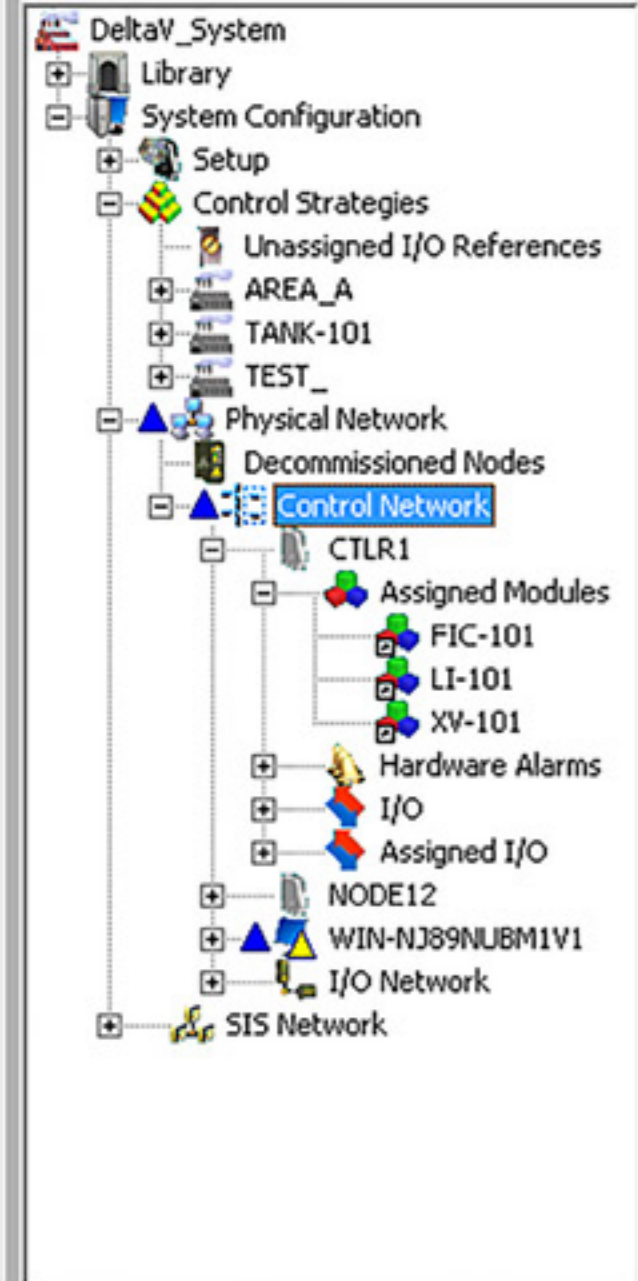 DeltaV_System
Library
System Configuration
Setup
Control Strategies
Unassigned I/O References
AREA_A
TANK-101
TEST_
Physical Network
Decommissioned Nodes
Control Network
CTLR1
Assigned Modules
FIC-101
LI-101
XV-101
Hardware Alarms
I/O
Assigned I/O
NODE12
WIN-NJ89NUBM1V1
I/O Network
SIS Network